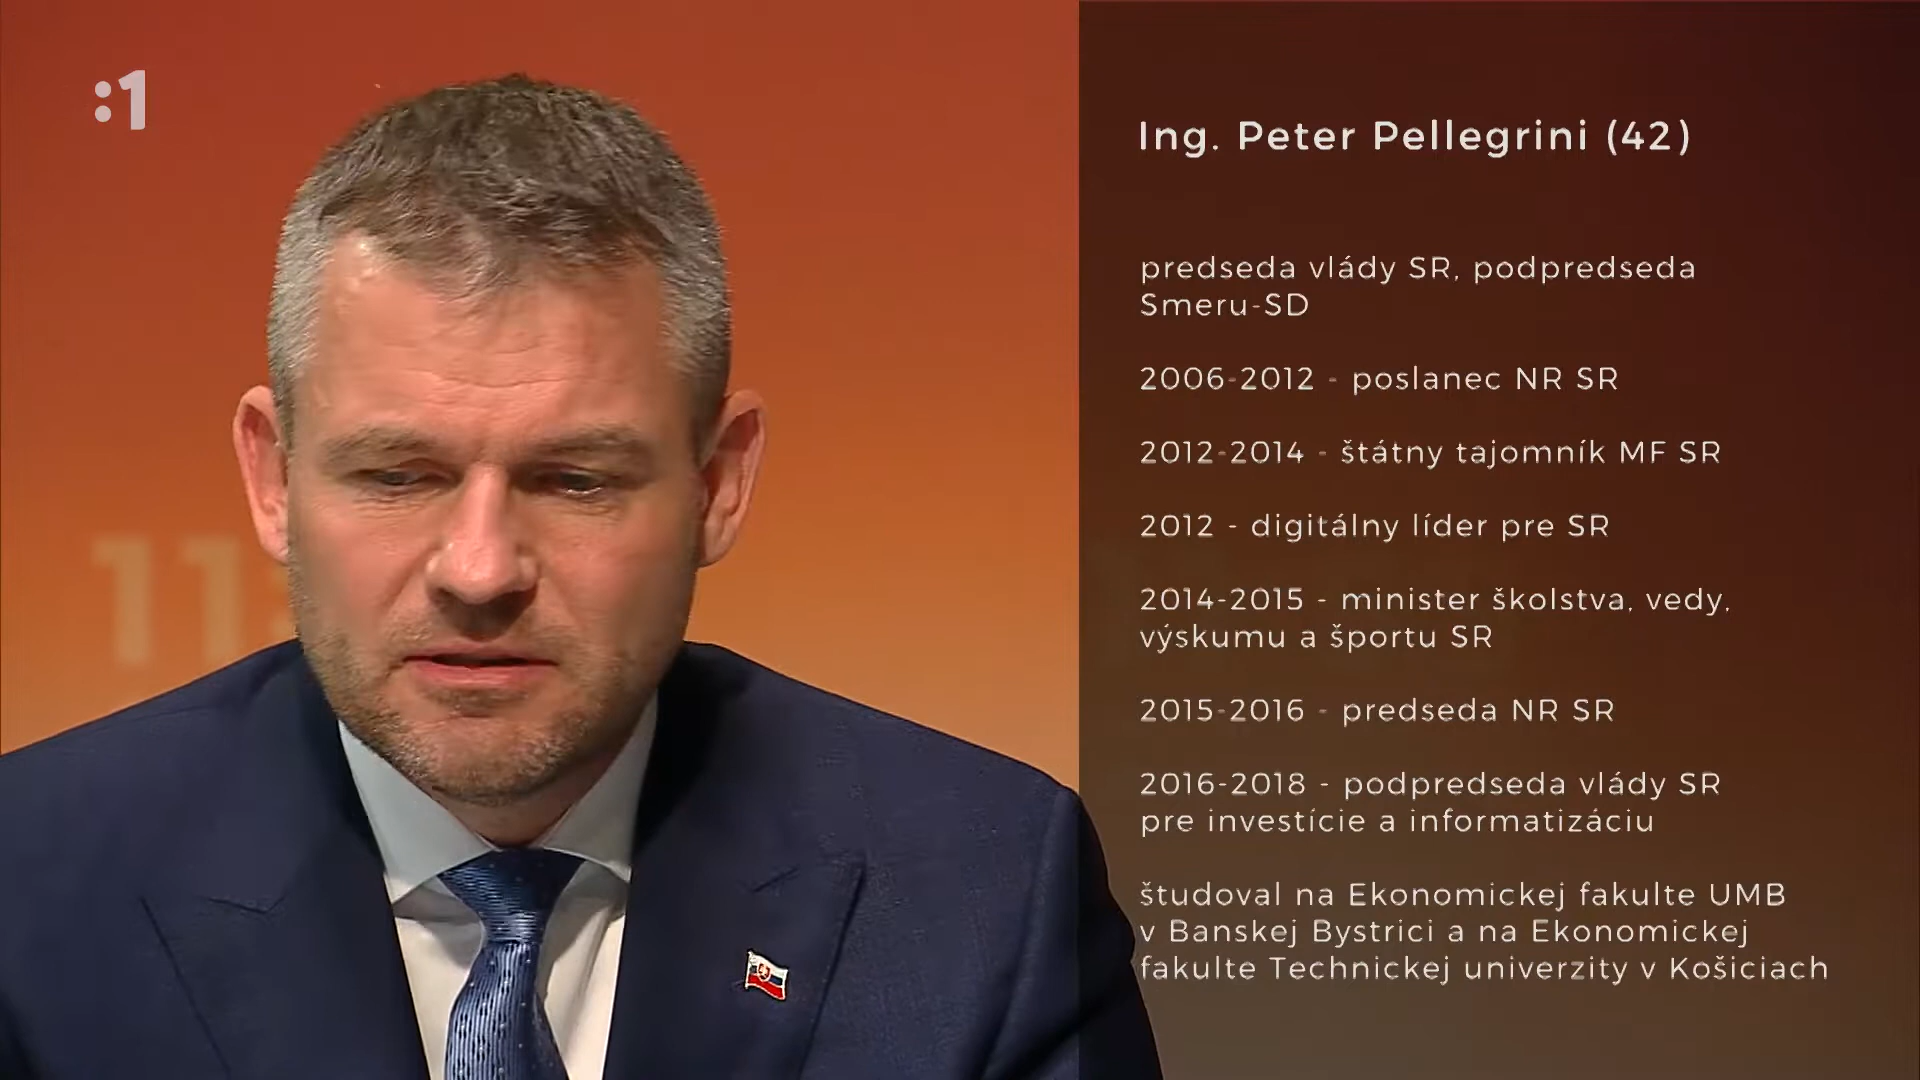 :1
Ing. Peter Pellegrini (42)
predseda vlády SR, podpredseda
Smeru-SD
2006-2012 - poslanec NR SR
2012-2014 - štátny tajomník MF SR
2012 - digitálny líder pre SR
2014-2015 - minister školstva, vedy,
výskumu a športu SR
2015-2016 - predseda NR SR
2016-2018 - podpredseda vlády SR
pre investície a informatizáciu
študoval na Ekonomickej fakulte UMB
v Banskej Bystrici a na Ekonomickej
fakulte Technickej univerzity v Košiciach